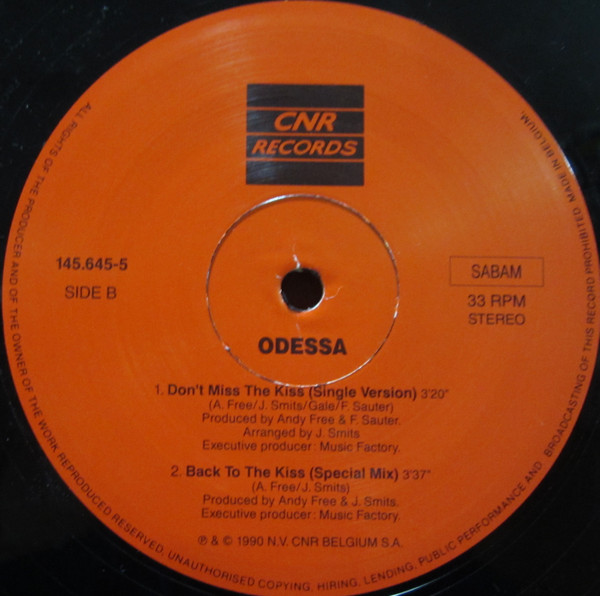 CNR
RECORDS
145.645-5
SIDE B
SABAM
33 RPM
STEREO
ODESSA
1. Don't Miss The Kiss (Single Version) 3'20"
(A. Free/J. Smits/Gale/F. Sauter)
Produced by Andy Free & F. Sauter.
Arranged by J. Smits
Executive producer: Music Factory.
2. Back To The Kiss (Special Mix) 3'37"
(A. Free/J. Smits)
Produced by Andy Free & J. Smits.
Executive producer: Music Factory.
℗ & © 1990 N.V. CNR BELGIUM S.A.
ALL RIGHTS OF THE PRODUCER AND OF THE OWNER OF THE WORK REPRODUCED RESERVED. UNAUTHORISED COPYING, HIRING, LENDING, PUBLIC PERFORMANCE AND BROADCASTING OF THIS RECORD PROHIBITED. MADE IN BELGIUM.